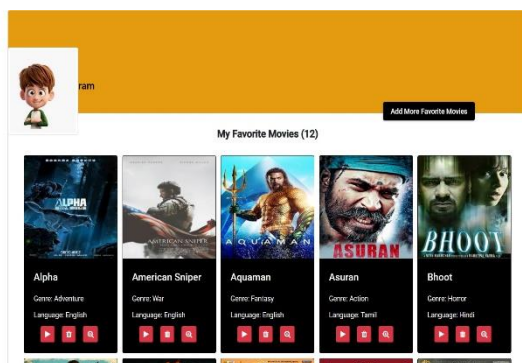 ram
Add More Favorite Movies
My Favorite Movies (12)
ALPHA
AMERICAN SNIPER
AQUAMAN
ASURAN
BHOOT
Alpha
American Sniper
Aquaman
Asuran
Bhoot
Genre: Adventure
Genre: War
Genre: Fantasy
Genre: Action
Genre: Horror
Language: English
Language: English
Language: English
Language: Tamil
Language: Hindi